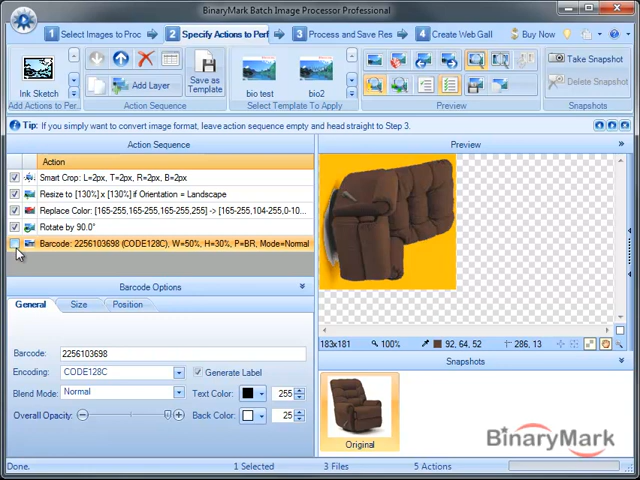 BinaryMark Batch Image Processor Professional
1 Select Images to Proc
2 Specify Actions to Perf
3 Process and Save Res
4 Create Web Gall
Buy Now
Ink Sketch
Add Layer
Save as
Template
bio test
bio2
Take Snapshot
Delete Snapshot
Add Actions to Per
Action Sequence
Select Template To Apply
Preview
Snapshots
Tip: If you simply want to convert image format, leave action sequence empty and head straight to Step 3.
Action Sequence
Preview
Action
Smart Crop: L=2px, T=2px, R=2px, B=2px
Resize to [130%] x [130%] if Orientation = Landscape
Replace Color: [165-255,165-255,165-255,255] -> [165-255,104-255,0-10...
Rotate by 90.0°
Barcode: 2256103698 (CODE128C), W=50%, H=30%, P=BR, Mode=Normal
Barcode Options
General
Size
Position
183x181
100%
92, 64, 52
286, 13
Barcode:
2256103698
Encoding:
CODE128C
Generate Label
Blend Mode:
Normal
Text Color:
255
Overall Opacity:
Back Color:
25
Snapshots
Original
BinaryMark
Done.
1 Selected
3 Files
5 Actions